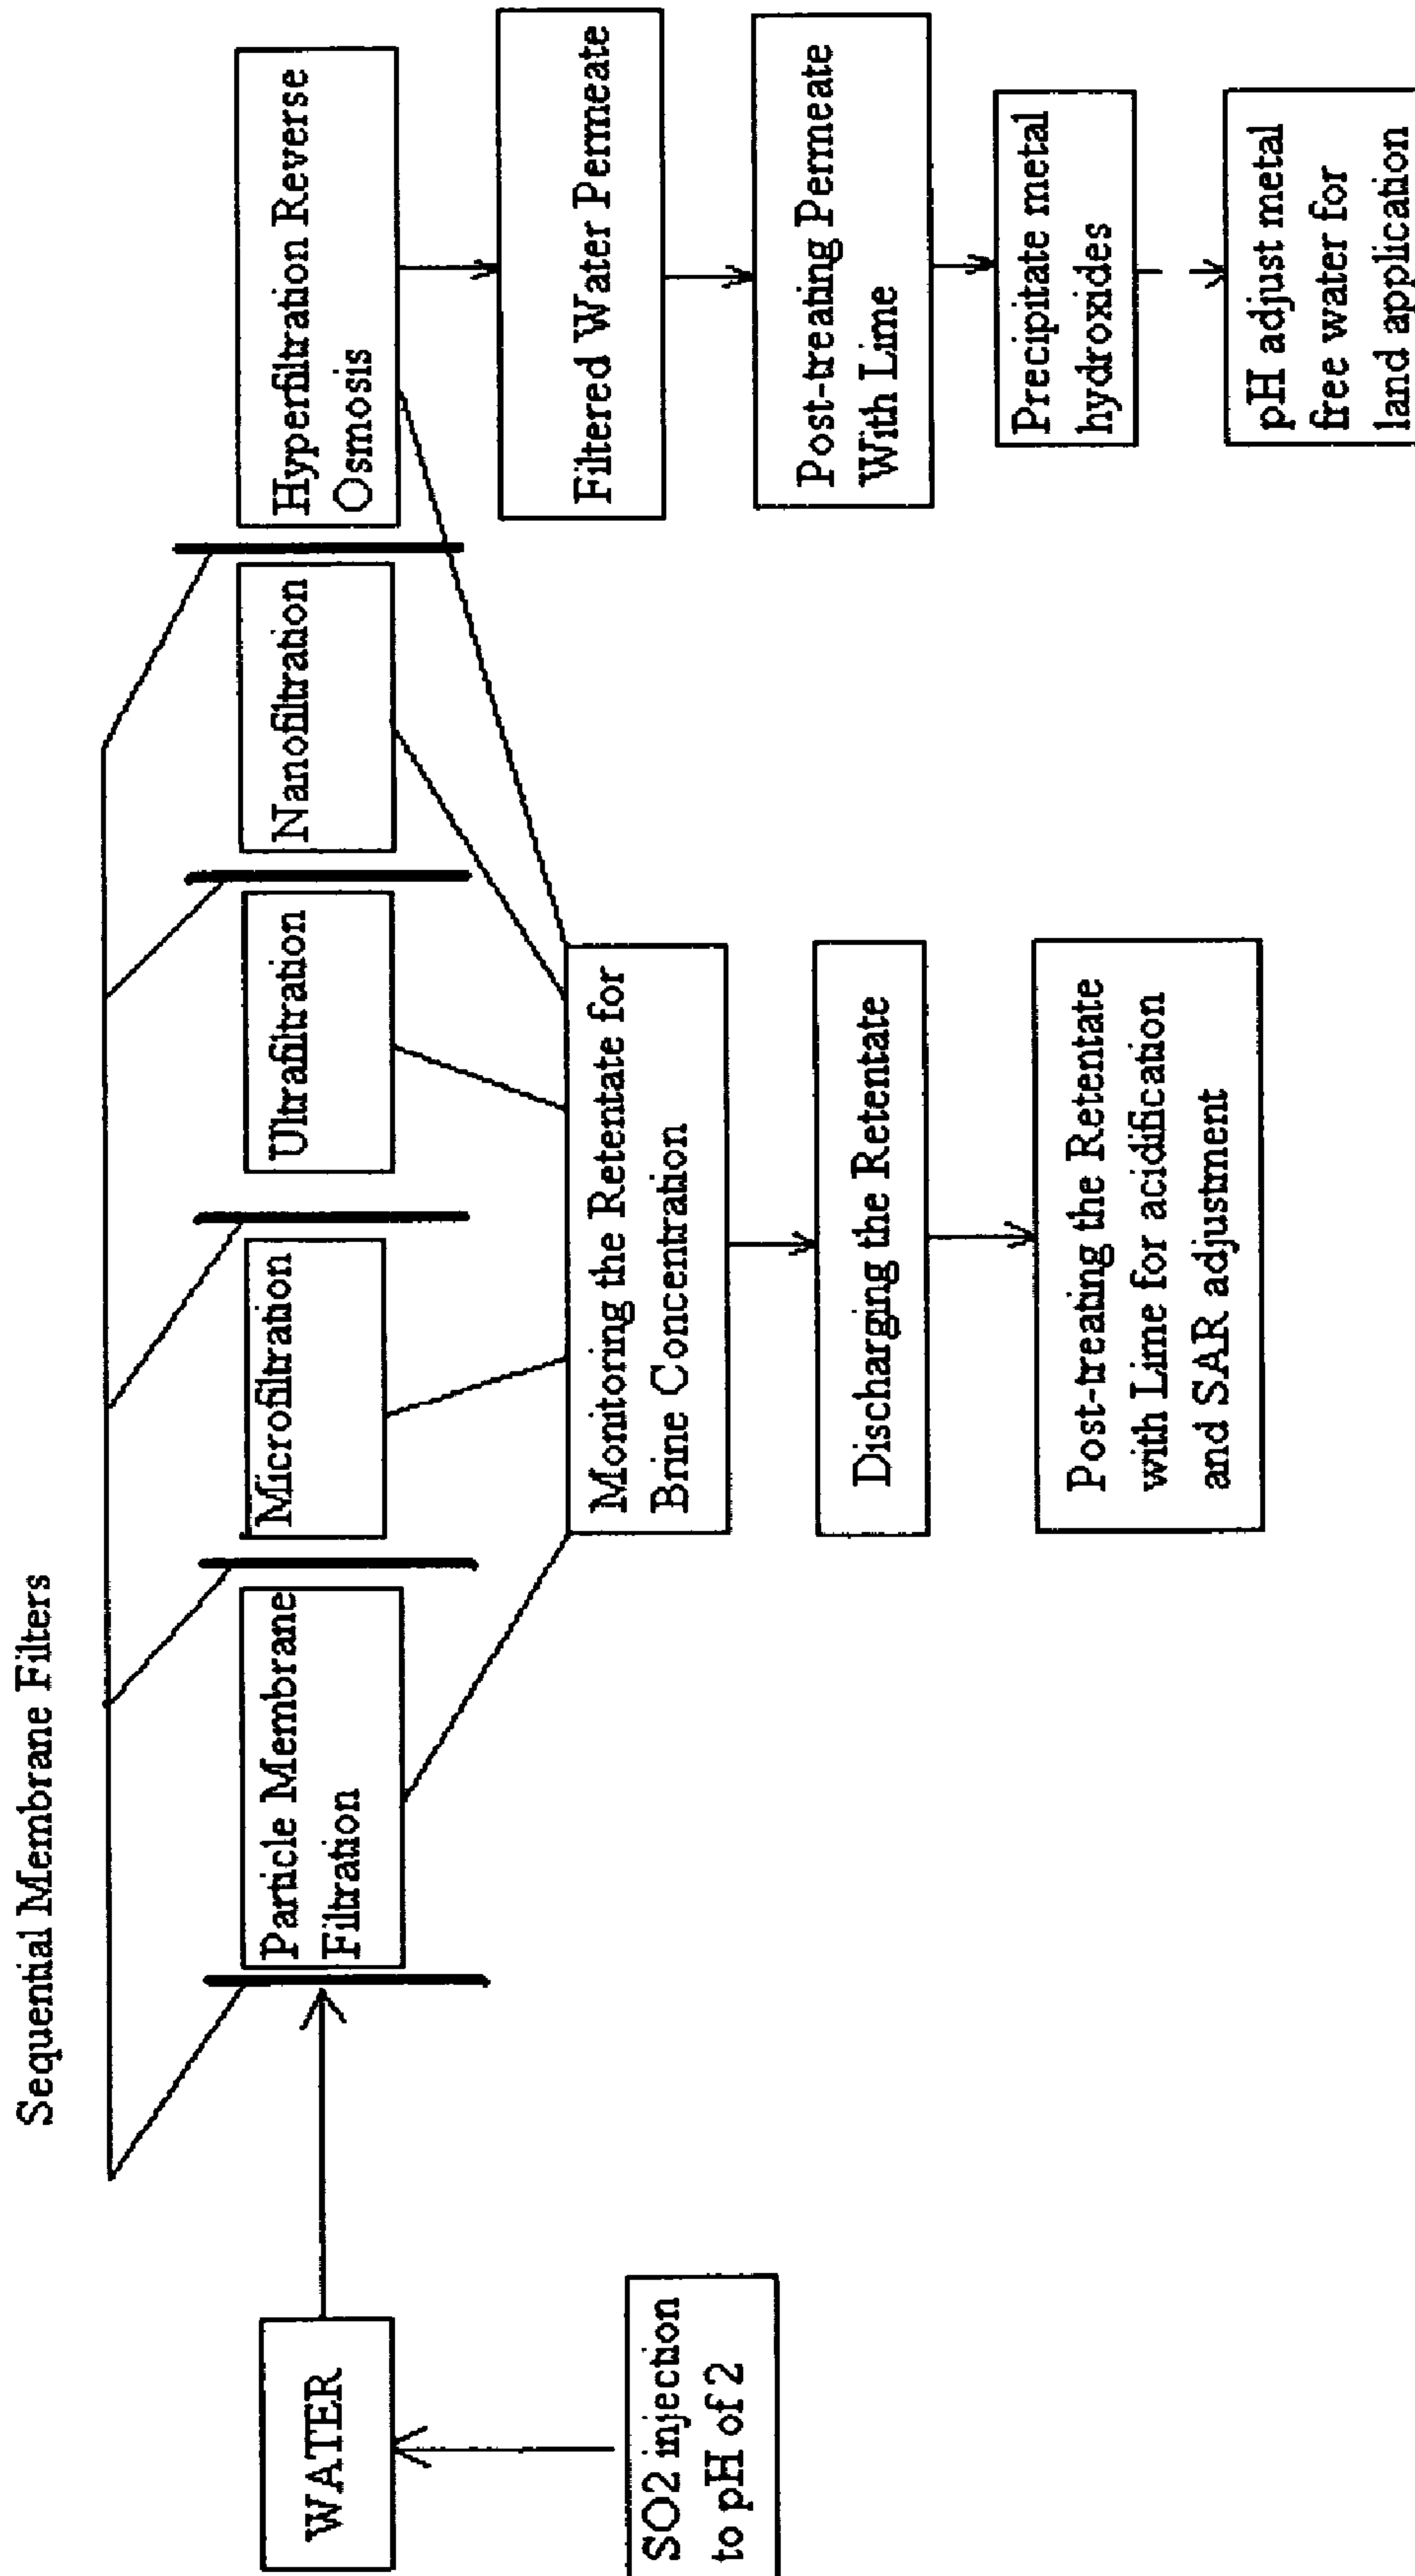 Sequential Membrane Filters
WATER
SO2 injection
to pH of 2
Particle Membrane
Filtration
Microfiltration
Ultrafiltration
Nanofiltration
Hyperfiltration Reverse
Osmosis
Monitoring the Retentate for
Brine Concentration
Discharging the Retentate
Post-treating the Retentate
with Lime for acidification
and SAR adjustment
Filtered Water Permeate
Post-treating Permeate
With Lime
Precipitate metal
hydroxides
pH adjust metal
free water for
land application